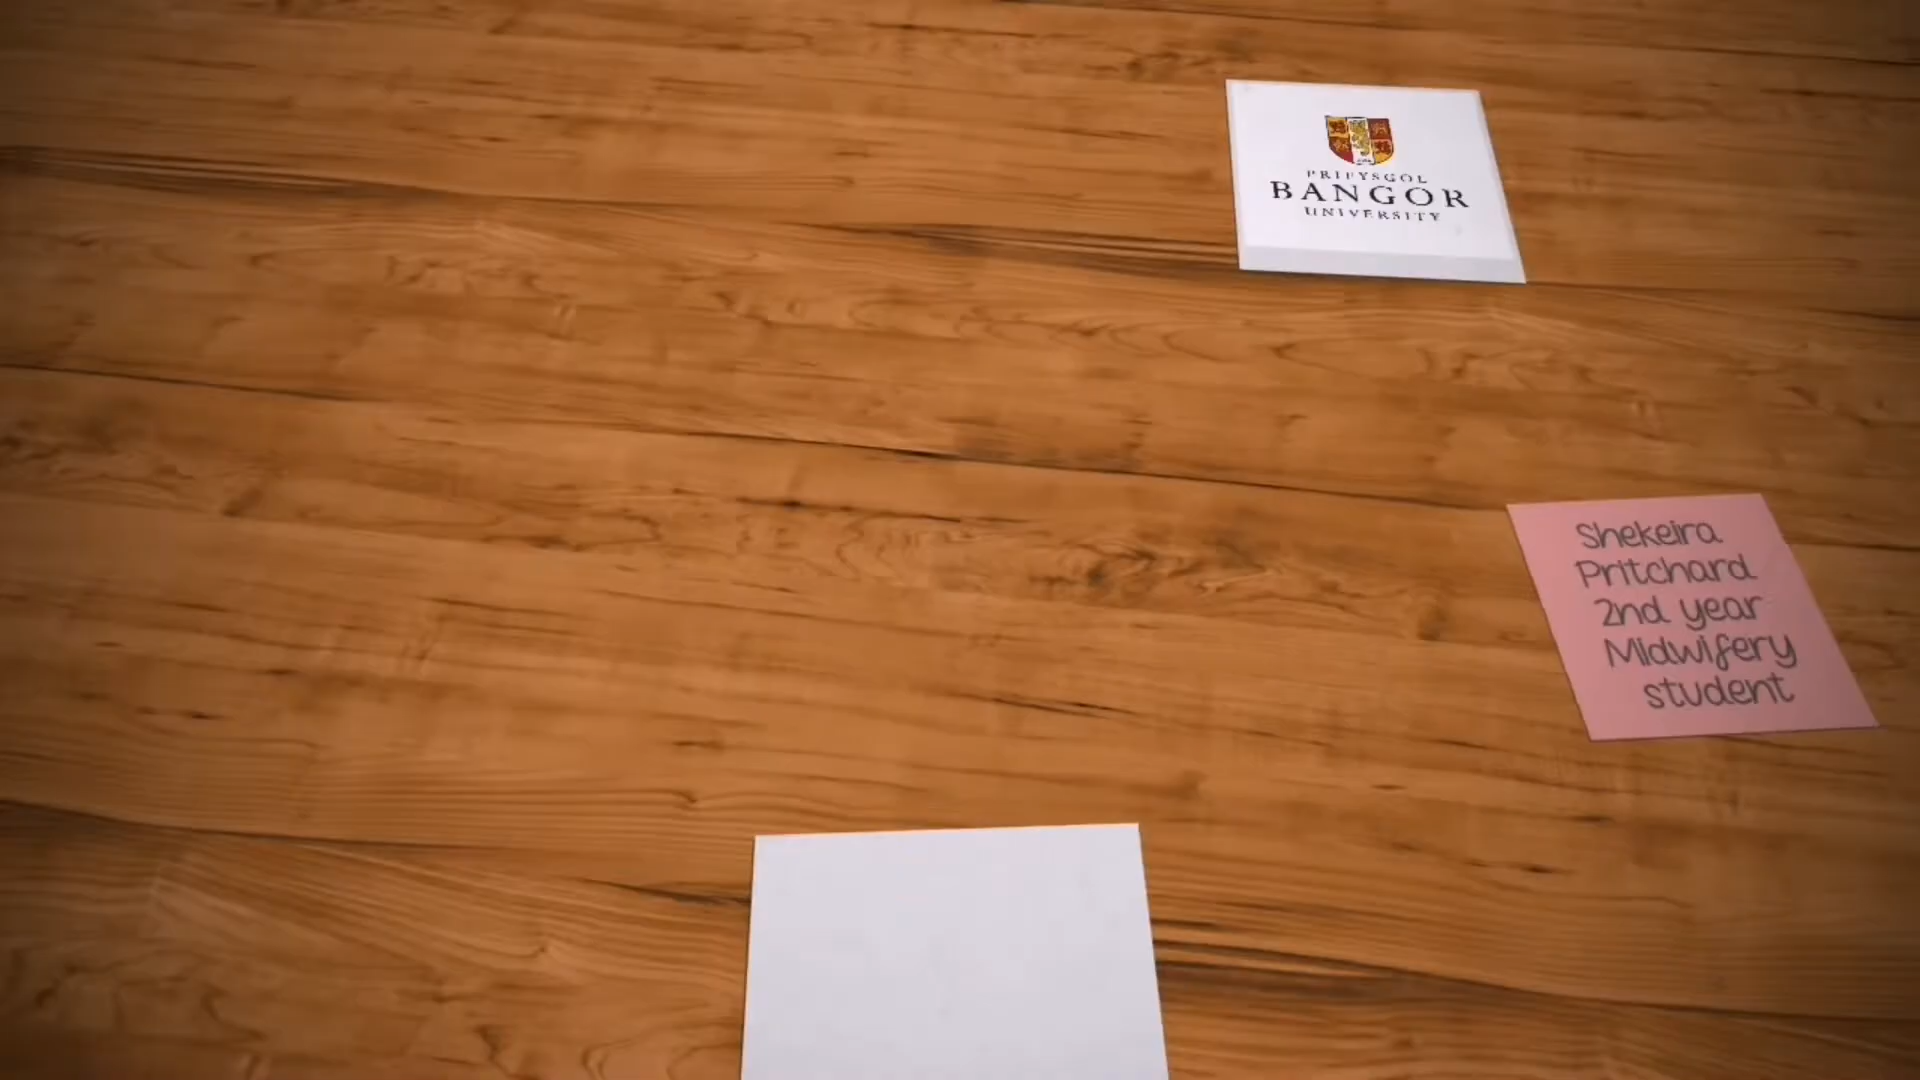 PRIFYSGOL
BANGOR
UNIVERSITY
Shekeira
Pritchard
2nd year
Midwifery
student